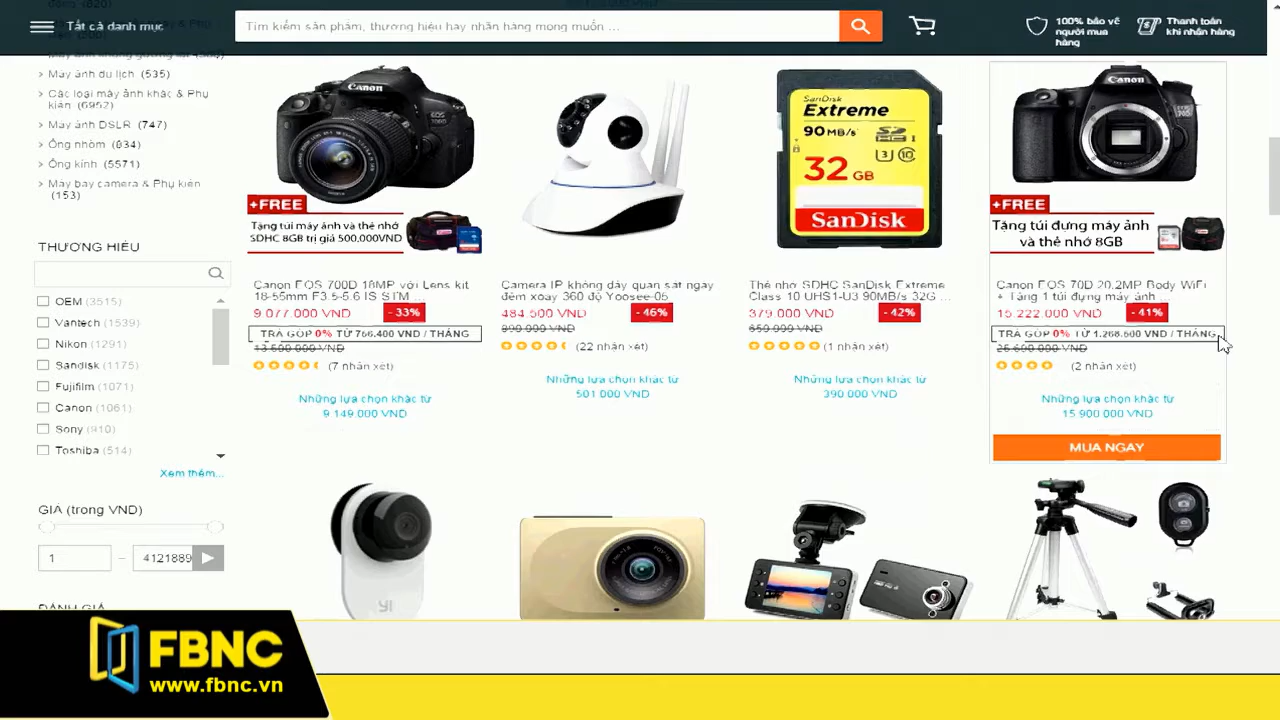 (820)
Tất cả danh mục
Tìm kiếm sản phẩm, thương hiệu hay nhãn hàng mong muốn ...
100% bảo vệ
người mua
hàng
Thanh toán
khi nhận hàng
Máy ảnh du lịch (535)
Các loại máy ảnh khác & Phụ
kiện (6952)
Máy ảnh DSLR (747)
Ống nhòm (834)
Ống kính (5571)
Máy bay camera & Phụ kiện
(153)
THƯƠNG HIỆU
OEM (3515)
Vantech (1539)
Nikon (1291)
Sandisk (1175)
Fujifilm (1071)
Canon (1061)
Sony (910)
Toshiba (514)
Xem thêm...
GIÁ (trong VND)
1 – 4121889
ĐÁNH GIÁ
Canon
EOS
700D
+FREE
Tặng túi máy ảnh và thẻ nhớ
SDHC 8GB trị giá 500,000VND
Canon EOS 700D 18MP với Lens kit
18-55mm F3.5-5.6 IS STM ...
9.077.000 VND
- 33%
TRẢ GÓP 0% TỪ 756.400 VND / THÁNG
13.600.000 VND
(7 nhận xét)
Những lựa chọn khác từ
9.149.000 VND
Camera IP không dây quan sát ngày
đêm xoay 360 độ Yoosee-05
484.500 VND
- 46%
890.000 VND
(22 nhận xét)
Những lựa chọn khác từ
501.000 VND
SanDisk
Extreme
90 MB/s
32 GB
SanDisk
Thẻ nhớ SDHC SanDisk Extreme
Class 10 UHS1-U3 90MB/s 32G ...
379.000 VND
- 42%
650.000 VND
(1 nhận xét)
Những lựa chọn khác từ
390.000 VND
Canon
+FREE
Tặng túi đựng máy ảnh
và thẻ nhớ 8GB
Canon EOS 70D 20.2MP Body WiFi
+ Tặng 1 túi đựng máy ảnh ...
15.222.000 VND
- 41%
TRẢ GÓP 0% TỪ 1.268.500 VND / THÁNG
25.600.000 VND
(2 nhận xét)
Những lựa chọn khác từ
15.900.000 VND
MUA NGAY
YI
FBNC
www.fbnc.vn